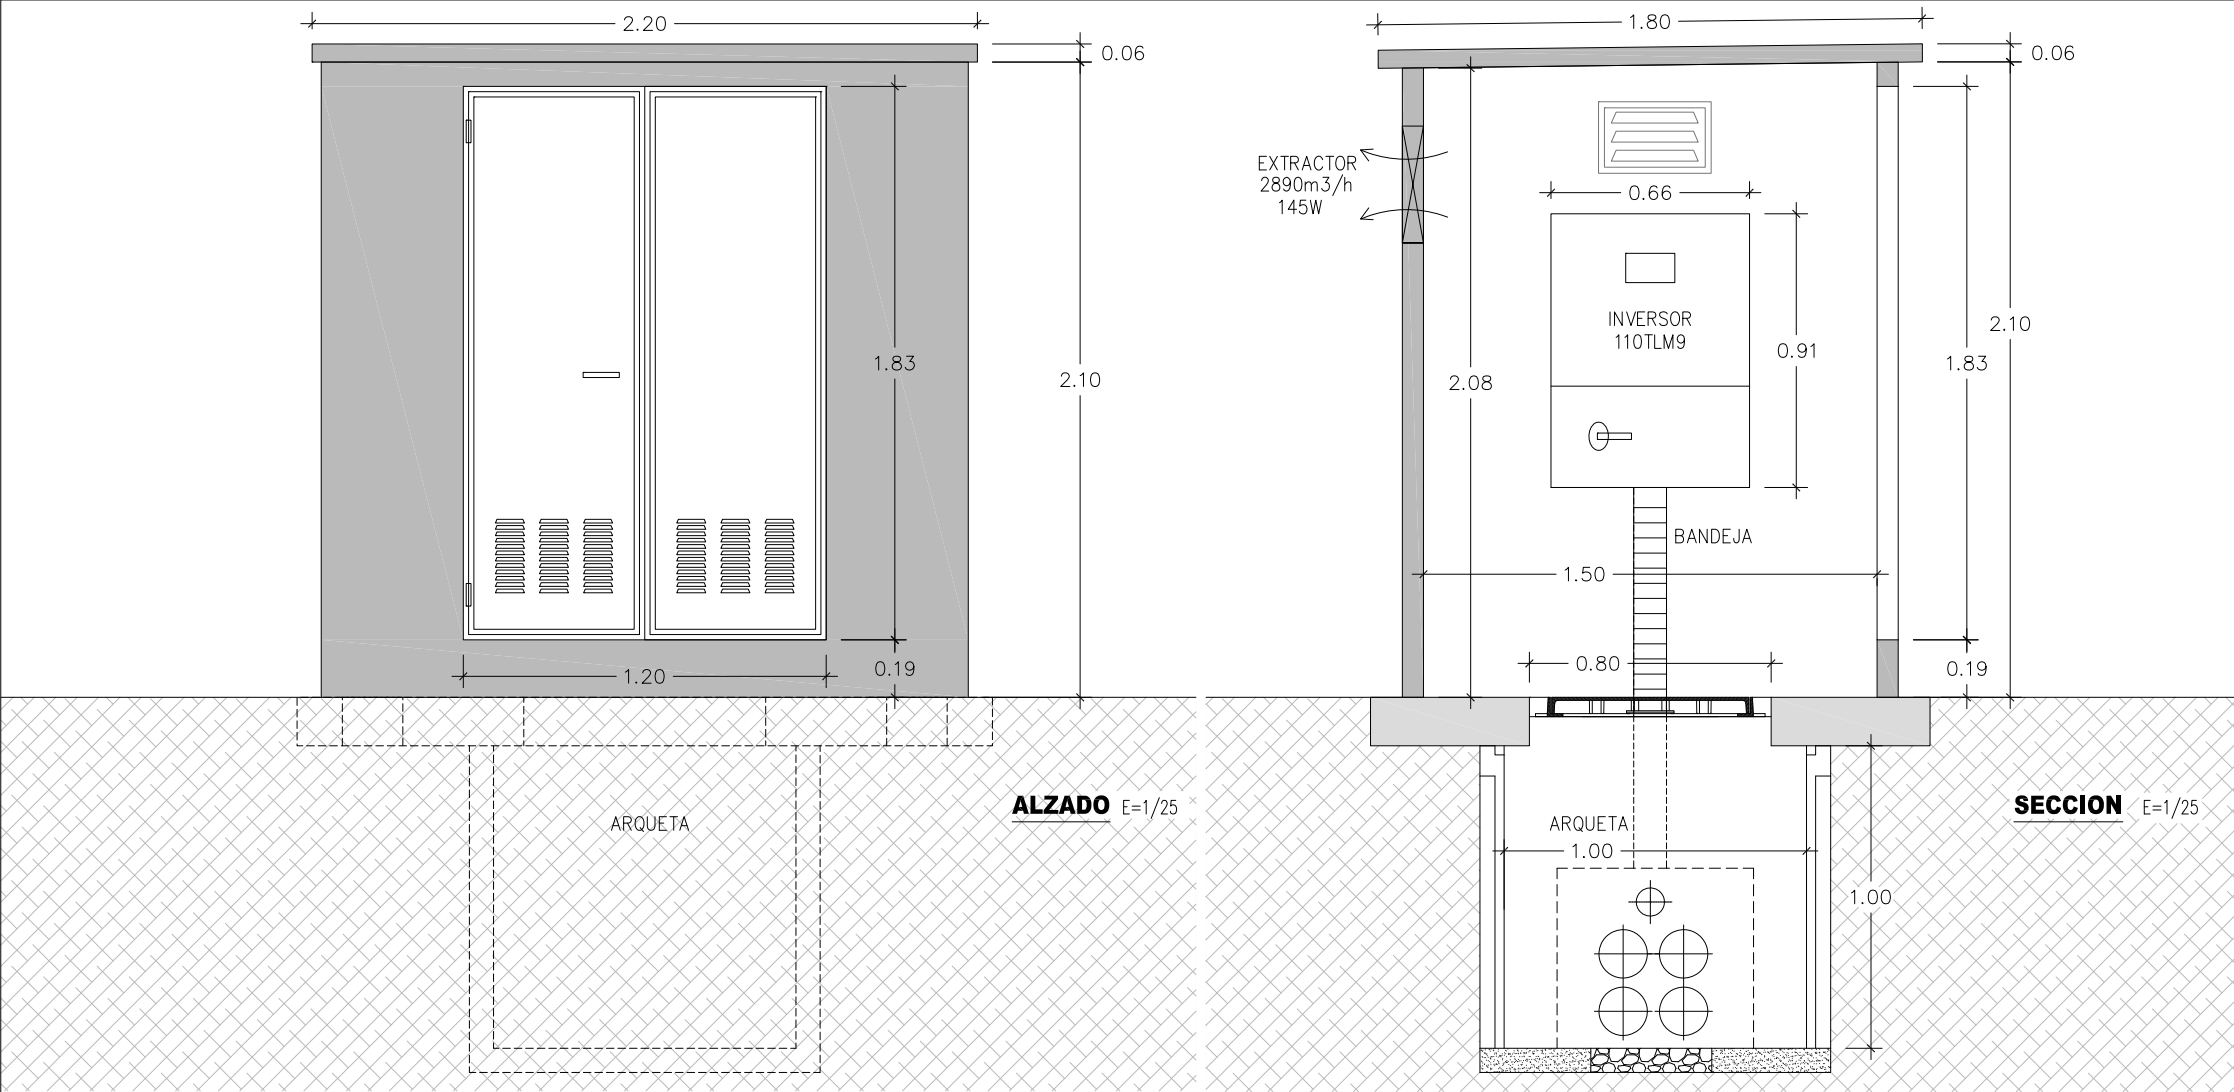 2.20
0.06
1.83
2.10
0.19
1.20
ARQUETA
ALZADO E=1/25
1.80
0.06
EXTRACTOR
2890m3/h
145W
0.66
INVERSOR
110TLM9
0.91
2.10
1.83
2.08
BANDEJA
1.50
0.80
0.19
ARQUETA
1.00
1.00
SECCION E=1/25